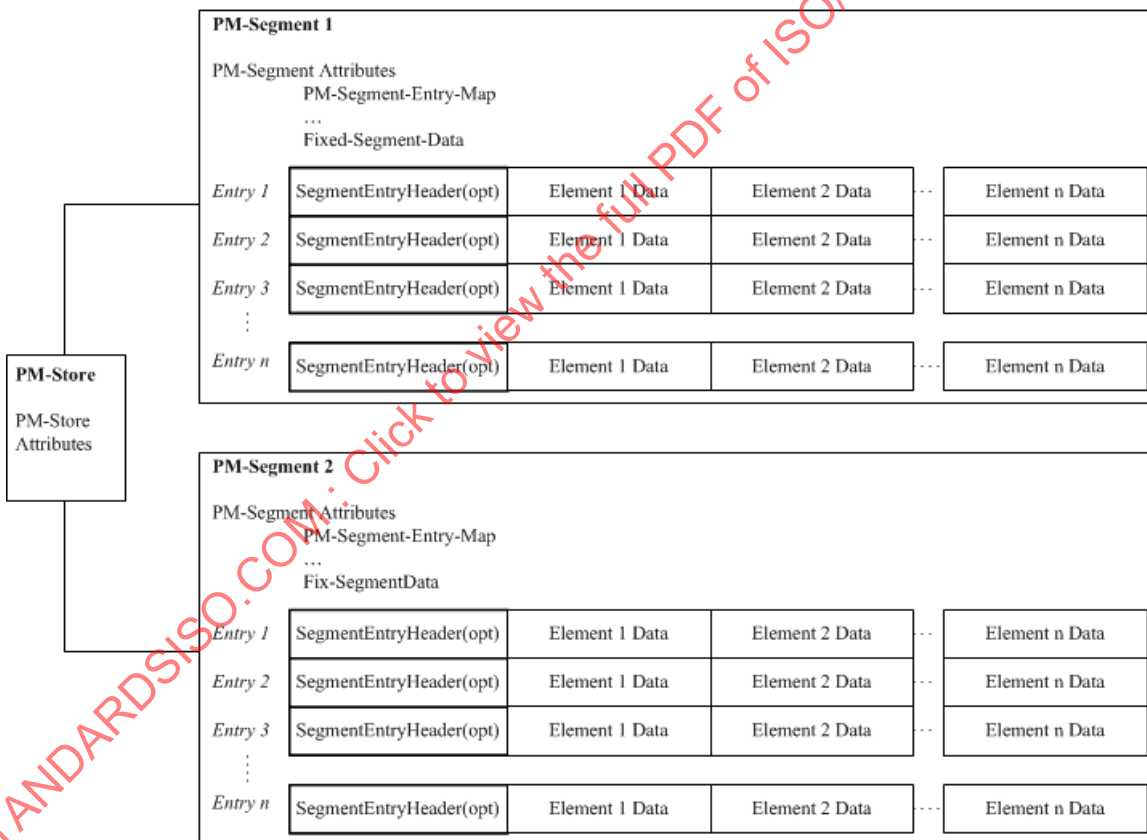 PM-Segment 1
PM-Segment Attributes
PM-Segment-Entry-Map
...
Fixed-Segment-Data
Entry 1 SegmentEntryHeader(opt) Element 1 Data Element 2 Data ... Element n Data
Entry 2 SegmentEntryHeader(opt) Element 1 Data Element 2 Data ... Element n Data
Entry 3 SegmentEntryHeader(opt) Element 1 Data Element 2 Data ... Element n Data
Entry n SegmentEntryHeader(opt) Element 1 Data Element 2 Data ... Element n Data
PM-Store
PM-Store
Attributes
PM-Segment 2
PM-Segment Attributes
PM-Segment-Entry-Map
...
Fix-SegmentData
Entry 1 SegmentEntryHeader(opt) Element 1 Data Element 2 Data ... Element n Data
Entry 2 SegmentEntryHeader(opt) Element 1 Data Element 2 Data ... Element n Data
Entry 3 SegmentEntryHeader(opt) Element 1 Data Element 2 Data ... Element n Data
Entry n SegmentEntryHeader(opt) Element 1 Data Element 2 Data ... Element n Data
TANDARDSISO.COM : Click to view the full PDF of ISO/